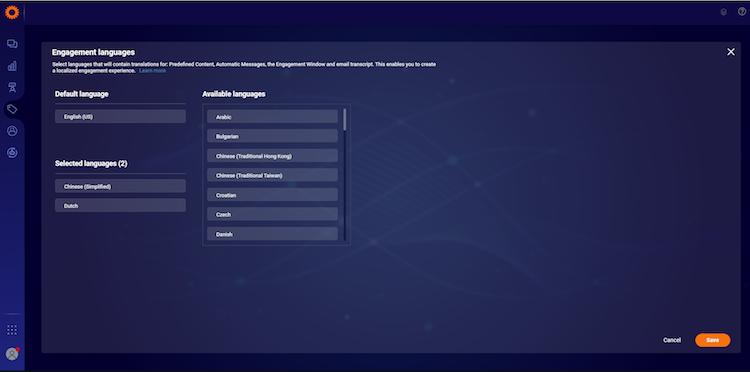 Engagement languages
Select languages that will contain translations for: Predefined Content, Automatic Messages, the Engagement Window and email transcript. This enables you to create
a localized engagement experience. Learn more
Default language
English (US)
Selected languages (2)
Chinese (Simplified)
Dutch
Available languages
Arabic
Bulgarian
Chinese (Traditional Hong Kong)
Chinese (Traditional Taiwan)
Croatian
Czech
Danish
Cancel
Save